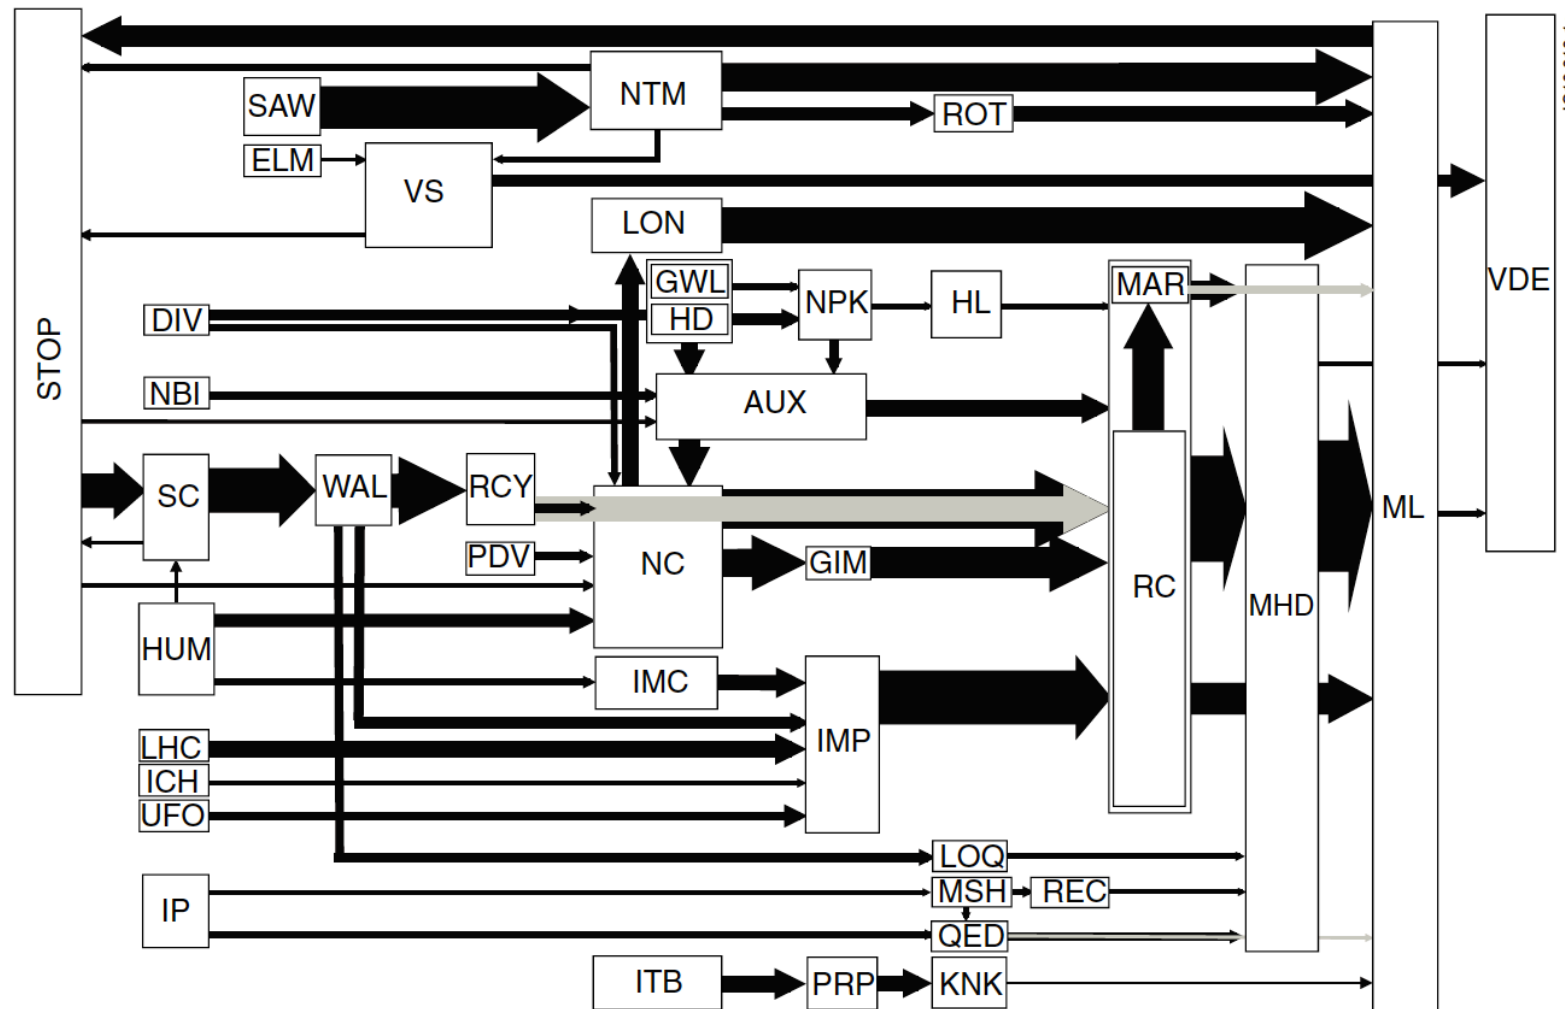 STOP
SAW
NTM
ROT
ELM
VS
LON
GWL
HD
NPK
HL
MAR
VDE
DIV
NBI
AUX
SC
WAL
RCY
PDV
NC
GIM
RC
MHD
ML
HUM
IMC
IMP
LHC
ICH
UFO
LOQ
IP
MSH
REC
QED
ITB
PRP
KNK